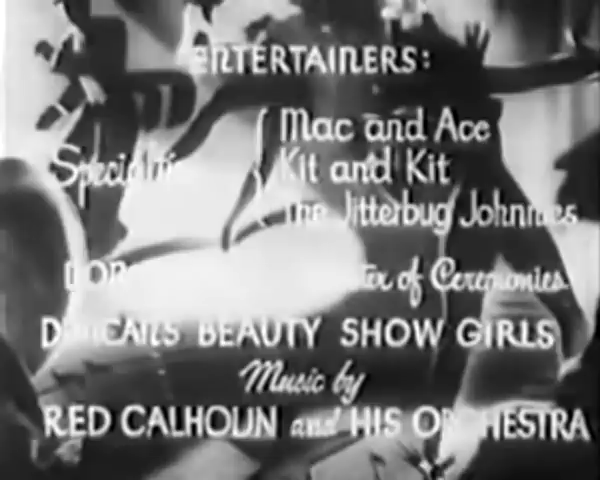 ENTERTAINERS:
Mac and Ace
Kit and Kit
The Jitterbug Johnnies
of Ceremonies
BEAUTY SHOW GIRLS
Music by
RED CALHOUN and HIS ORCHESTRA